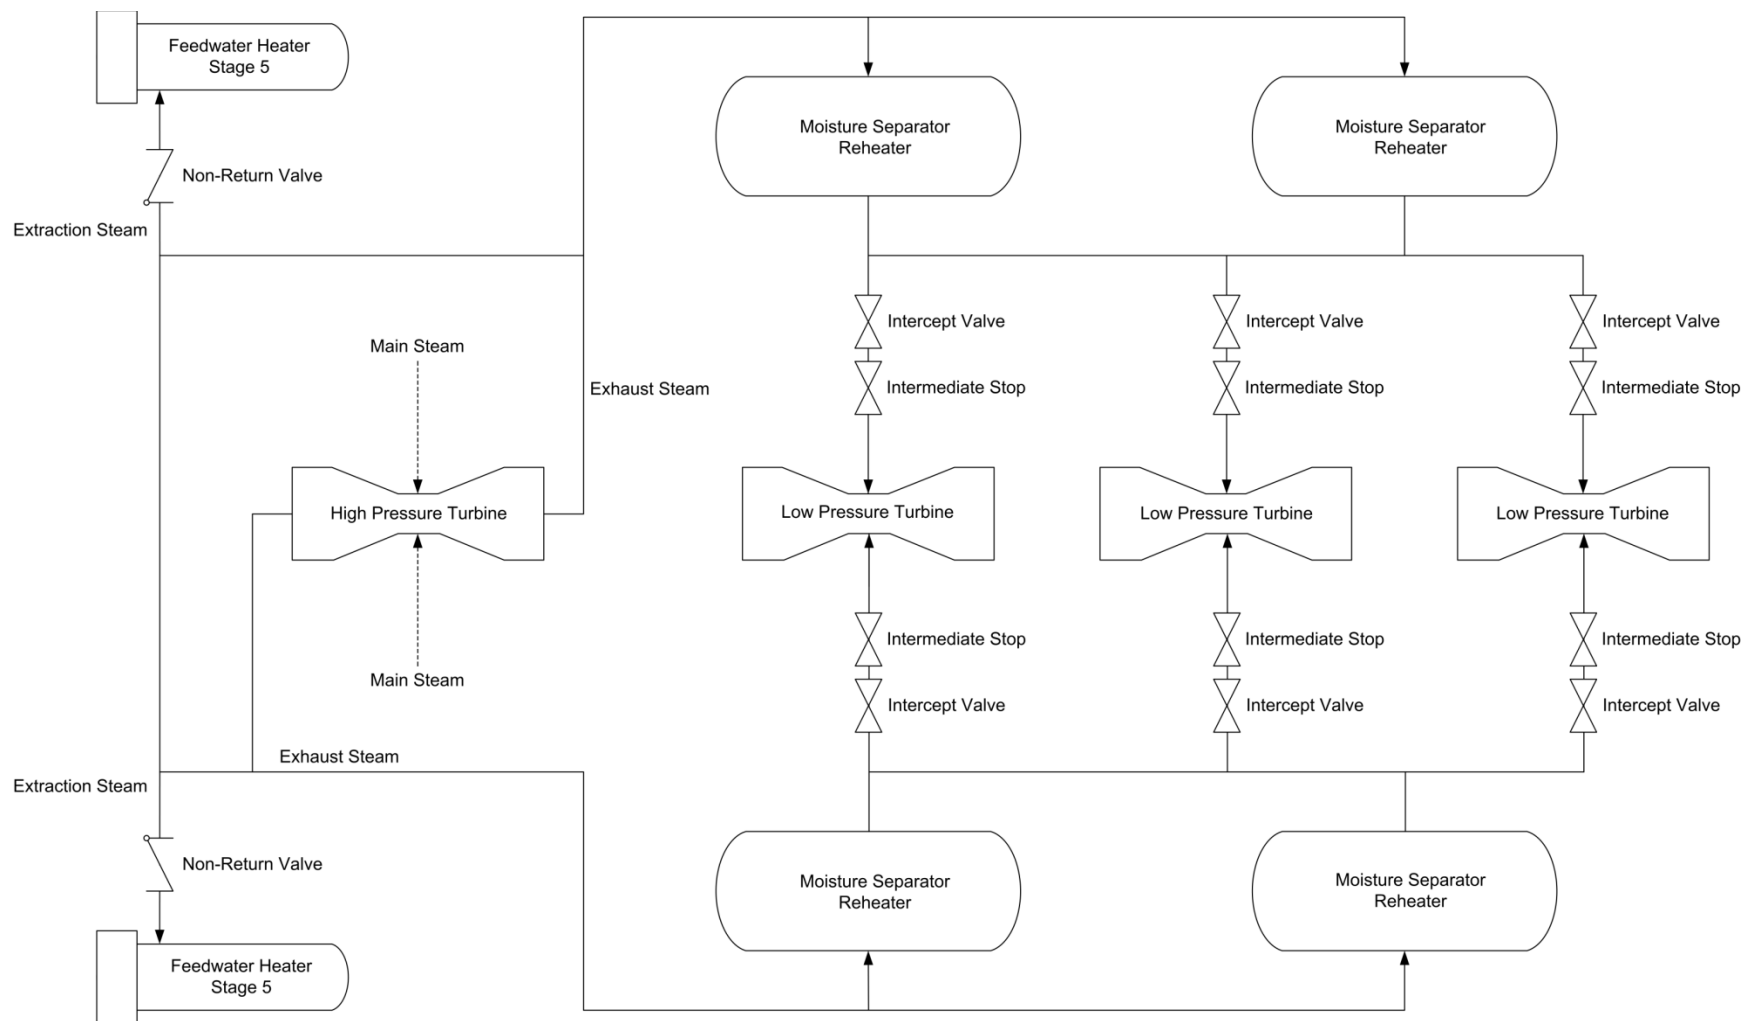 Feedwater Heater
Stage 5
Moisture Separator
Reheater
Moisture Separator
Reheater
Non-Return Valve
Extraction Steam
Intercept Valve
Intercept Valve
Intercept Valve
Main Steam
Exhaust Steam
Intermediate Stop
Intermediate Stop
Intermediate Stop
High Pressure Turbine
Low Pressure Turbine
Low Pressure Turbine
Low Pressure Turbine
Intermediate Stop
Intermediate Stop
Intermediate Stop
Main Steam
Intercept Valve
Intercept Valve
Intercept Valve
Exhaust Steam
Extraction Steam
Non-Return Valve
Moisture Separator
Reheater
Moisture Separator
Reheater
Feedwater Heater
Stage 5